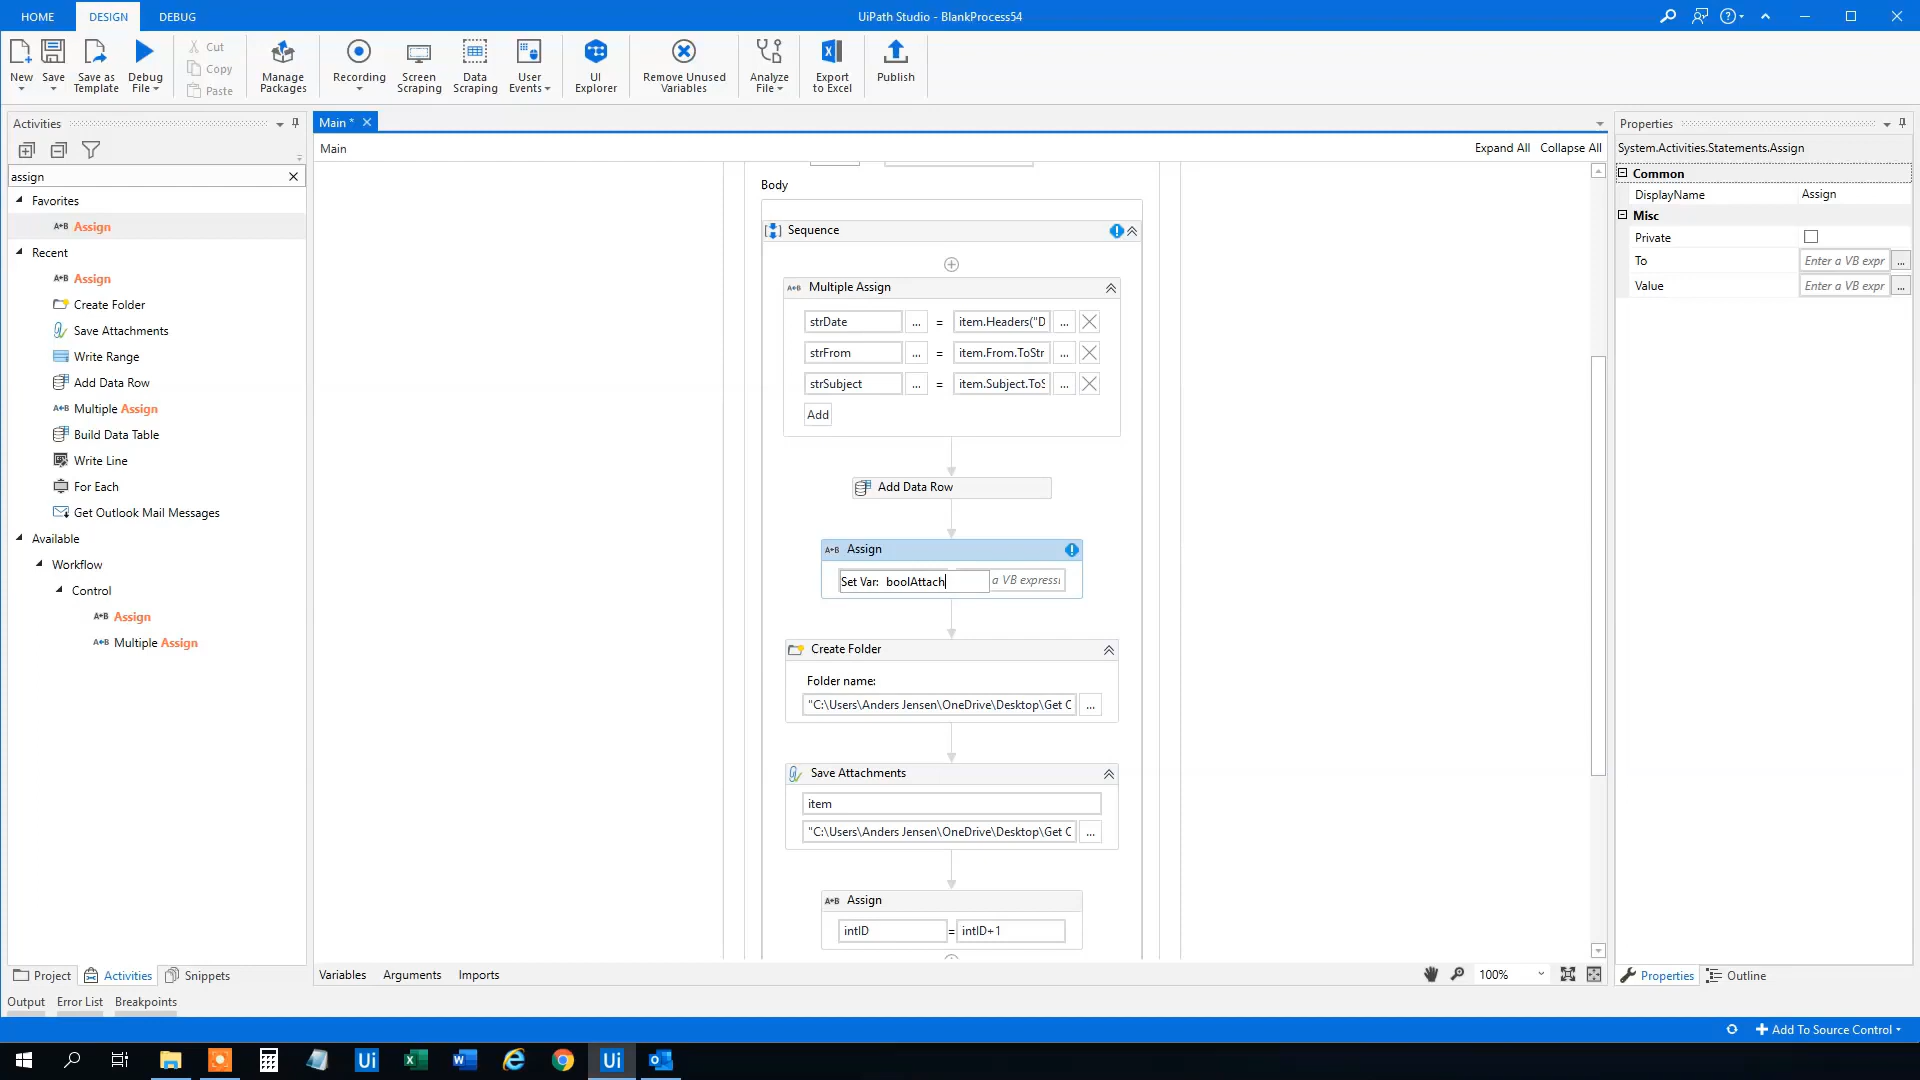 HOME DESIGN DEBUG
UiPath Studio - BlankProcess54
New Save Save as Template Debug File
Cut
Copy
Paste
Manage Packages
Recording
Screen Scraping
Data Scraping
User Events
UI Explorer
Remove Unused Variables
Analyze File
Export to Excel
Publish
Activities
assign
Favorites
A+B Assign
Recent
A+B Assign
Create Folder
Save Attachments
Write Range
Add Data Row
A+B Multiple Assign
Build Data Table
Write Line
For Each
Get Outlook Mail Messages
Available
Workflow
Control
A+B Assign
A+B Multiple Assign
Project Activities Snippets
Output Error List Breakpoints
Main *
Main
Expand All Collapse All
Body
Sequence
A+B Multiple Assign
strDate ... = item.Headers("D ...
strFrom ... = item.From.ToStr ...
strSubject ... = item.Subject.ToS ...
Add
Add Data Row
A+B Assign
Set Var: boolAttach a VB expressi
Create Folder
Folder name:
"C:\Users\Anders Jensen\OneDrive\Desktop\Get C ...
Save Attachments
item
"C:\Users\Anders Jensen\OneDrive\Desktop\Get C ...
A+B Assign
intID = intID+1
Variables Arguments Imports
100%
Properties
System.Activities.Statements.Assign
Common
DisplayName Assign
Misc
Private
To Enter a VB expr ...
Value Enter a VB expr ...
Properties Outline
Add To Source Control
Ui
Ui